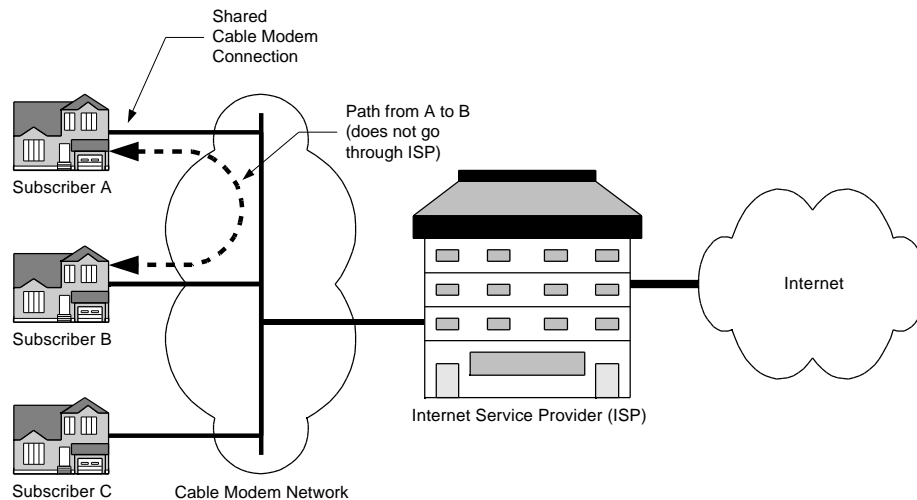 Shared
Cable Modem
Connection
Path from A to B
(does not go
through ISP)
Subscriber A
Internet
Subscriber B
Internet Service Provider (ISP)
Subscriber C
Cable Modem Network